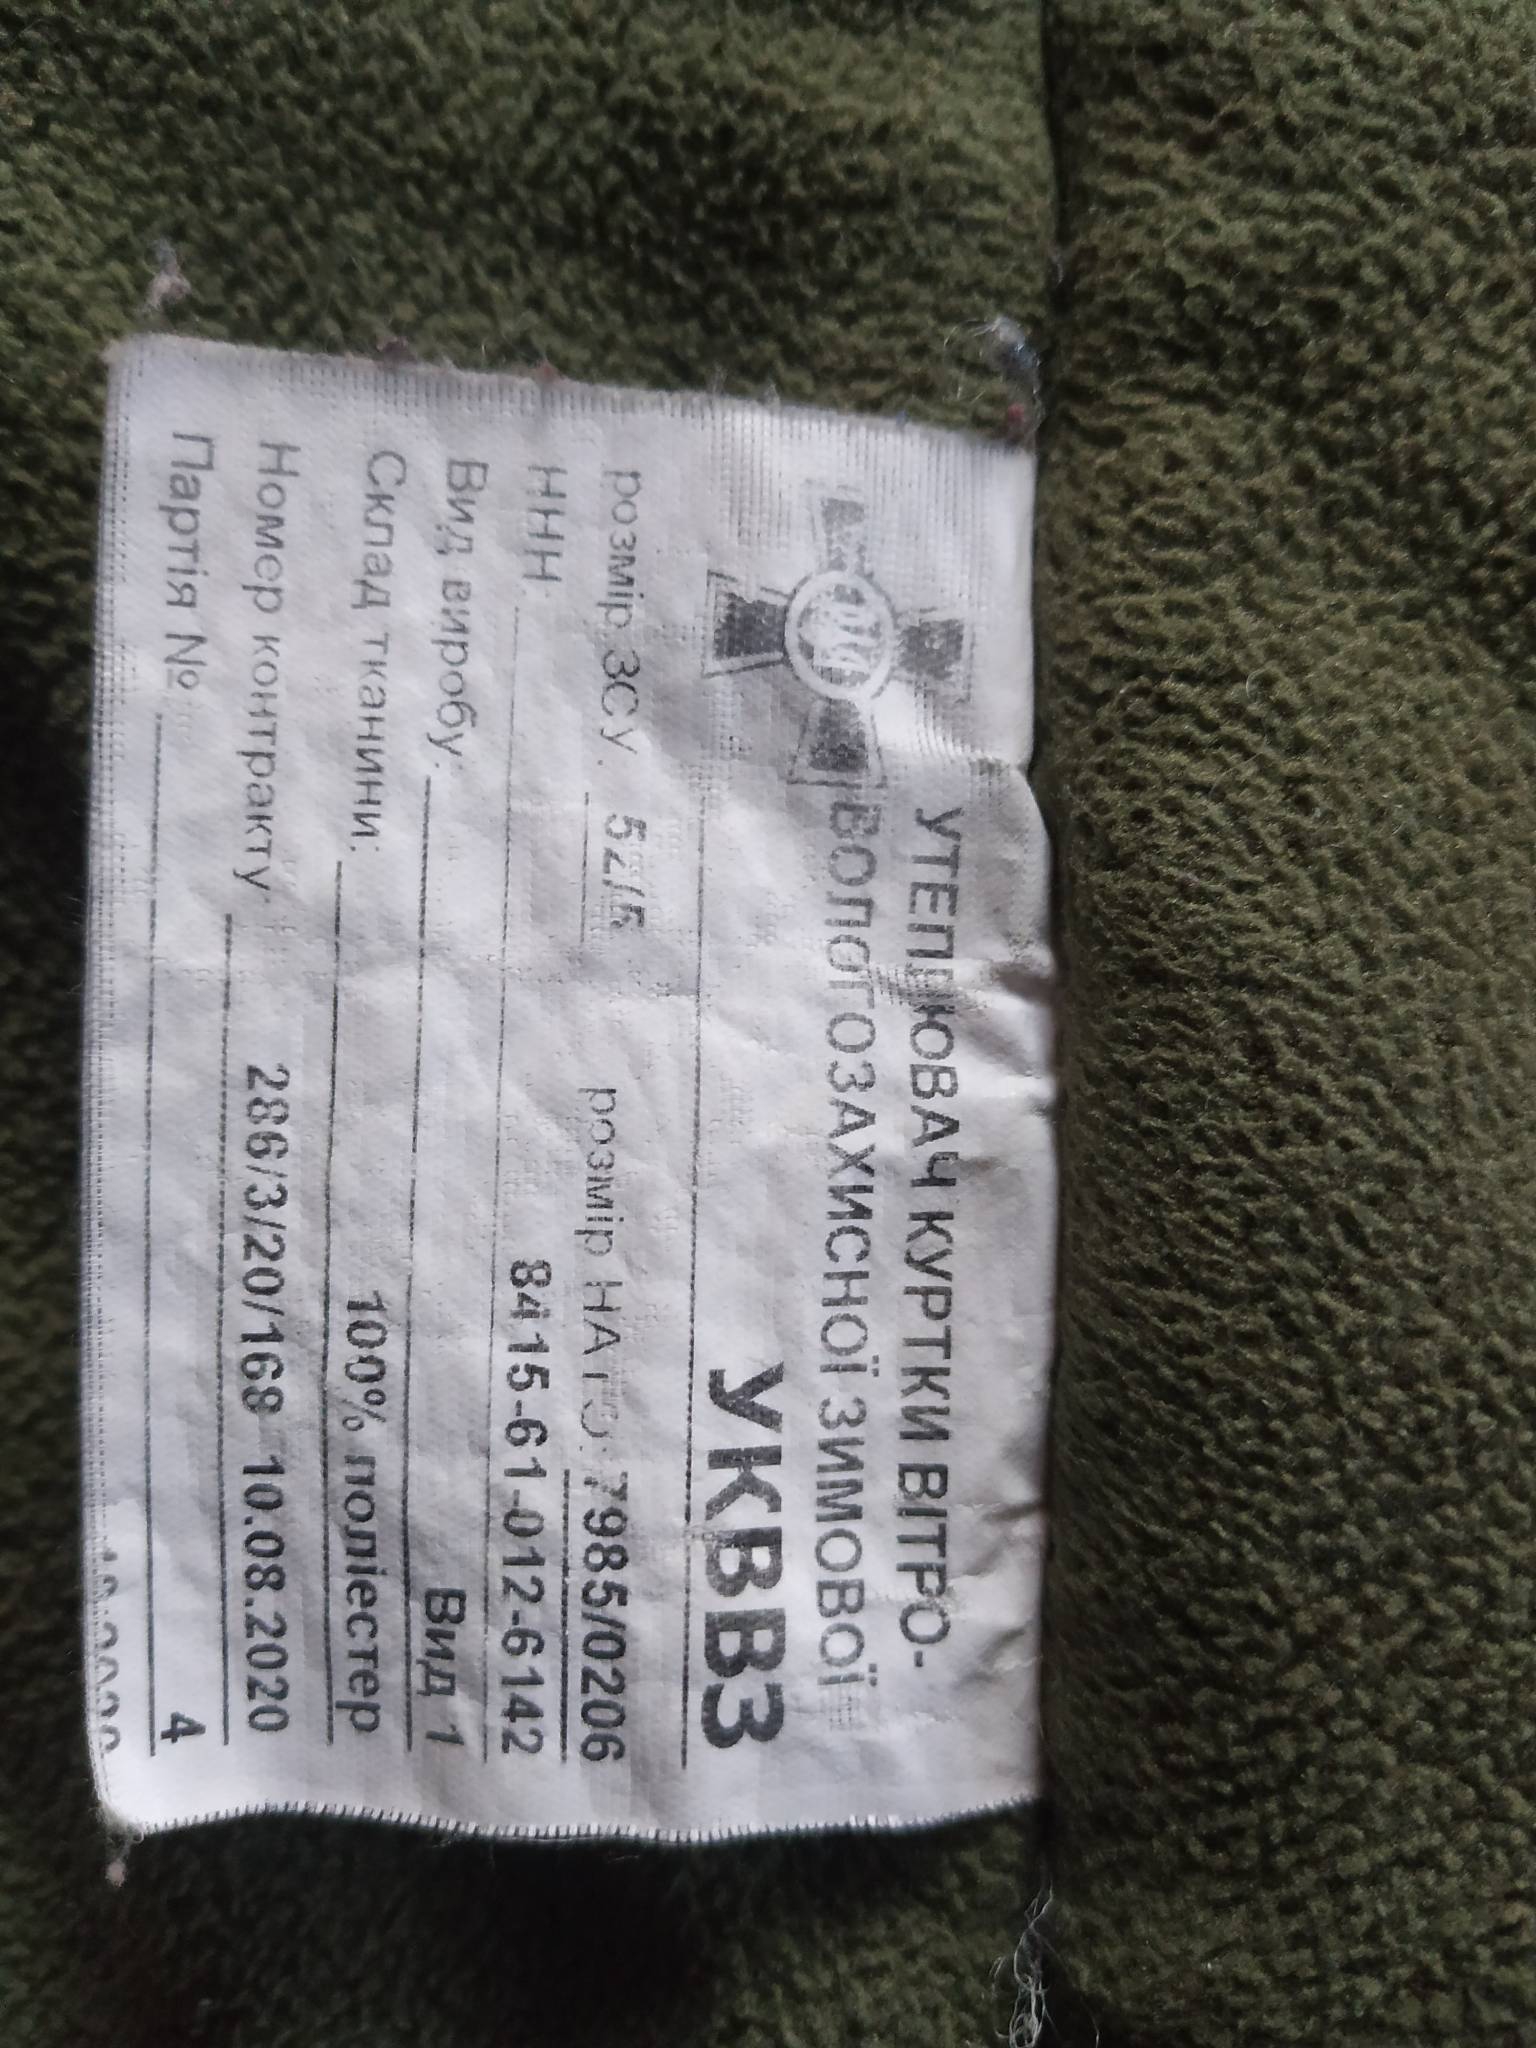 УТЕПЛЮВАЧ КУРТКИ ВІТРО-
ВОЛОГОЗАХИСНОЇ ЗИМОВОЇ
УКВВЗ
розмір ЗСУ: 52/5 розмір НАТО: 7985/0206
ННН 8415-61-012-6142
Вид виробу: Вид 1
Склад тканини: 100% поліестер
Номер контракту 286/3/20/168 10.08.2020
Партія № 4